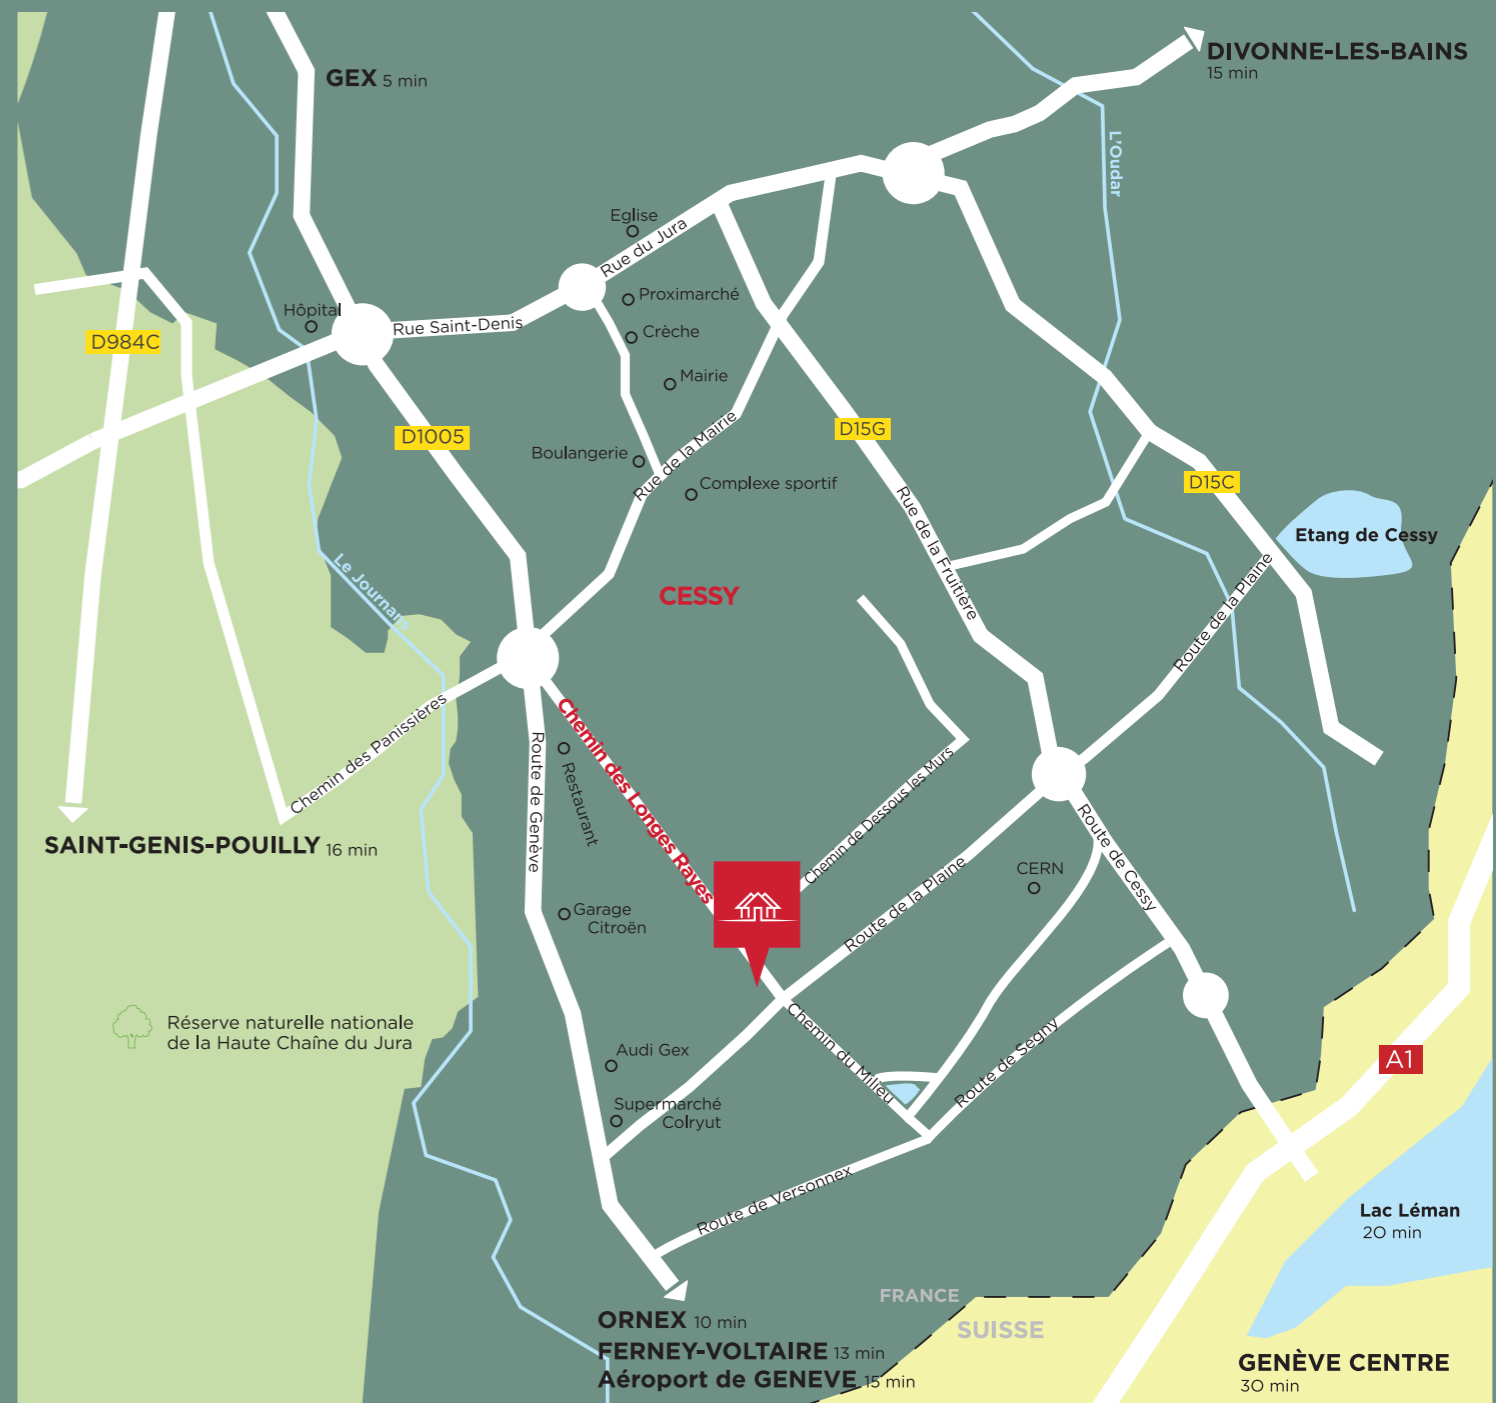 DIVONNE-LES-BAINS
15 min
GEX 5 min
L'Oudar
Eglise
Rue du Jura
Proximarché
Hôpital
Rue Saint-Denis
Crèche
D984C
Mairie
D1005
D15G
Rue de la Mairie
Boulangerie
Complexe sportif
D15C
Rue de la Fruitière
Etang de Cessy
Le Journans
CESSY
Route de la Plaine
Chemin des Panissières
Chemin des Longes Rayes
Route de Genève
Restaurant
Chemin de Dessous les Murs
SAINT-GENIS-POUILLY 16 min
Route de Cessy
CERN
Route de la Plaine
Garage
Citroën
Réserve naturelle nationale
de la Haute Chaîne du Jura
Chemin du Milieu
Route de Segny
Audi Gex
A1
Supermarché
Colryut
Route de Versonnex
Lac Léman
20 min
FRANCE
SUISSE
ORNEX 10 min
FERNEY-VOLTAIRE 13 min
Aéroport de GENEVE 15 min
GENÈVE CENTRE
30 min